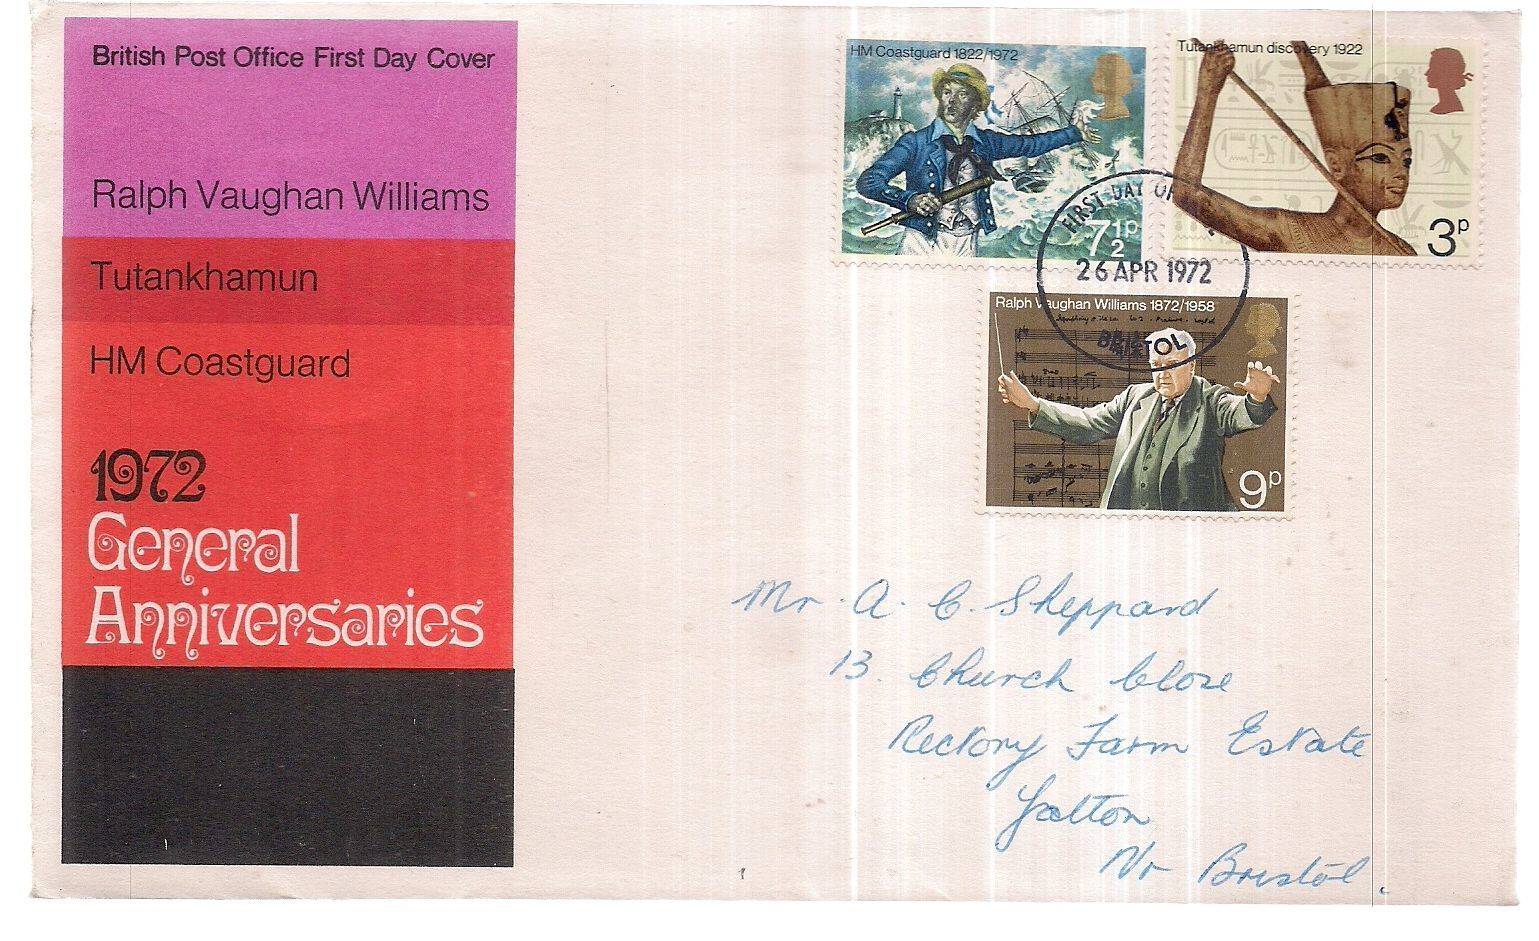 British Post Office First Day Cover
Ralph Vaughan Williams
Tutankhamun
HM Coastguard
1972
General
Anniversaries
HM Coastguard 1822/1972
7½p
Tutankhamun discovery 1922
3p
FIRST DAY OF
26 APR 1972
BRISTOL
Ralph Vaughan Williams 1872/1958
9p
Mr. A. C. Sheppard
13. Church Close
Rectory Farm Estate
Yatton
Nr Bristol.